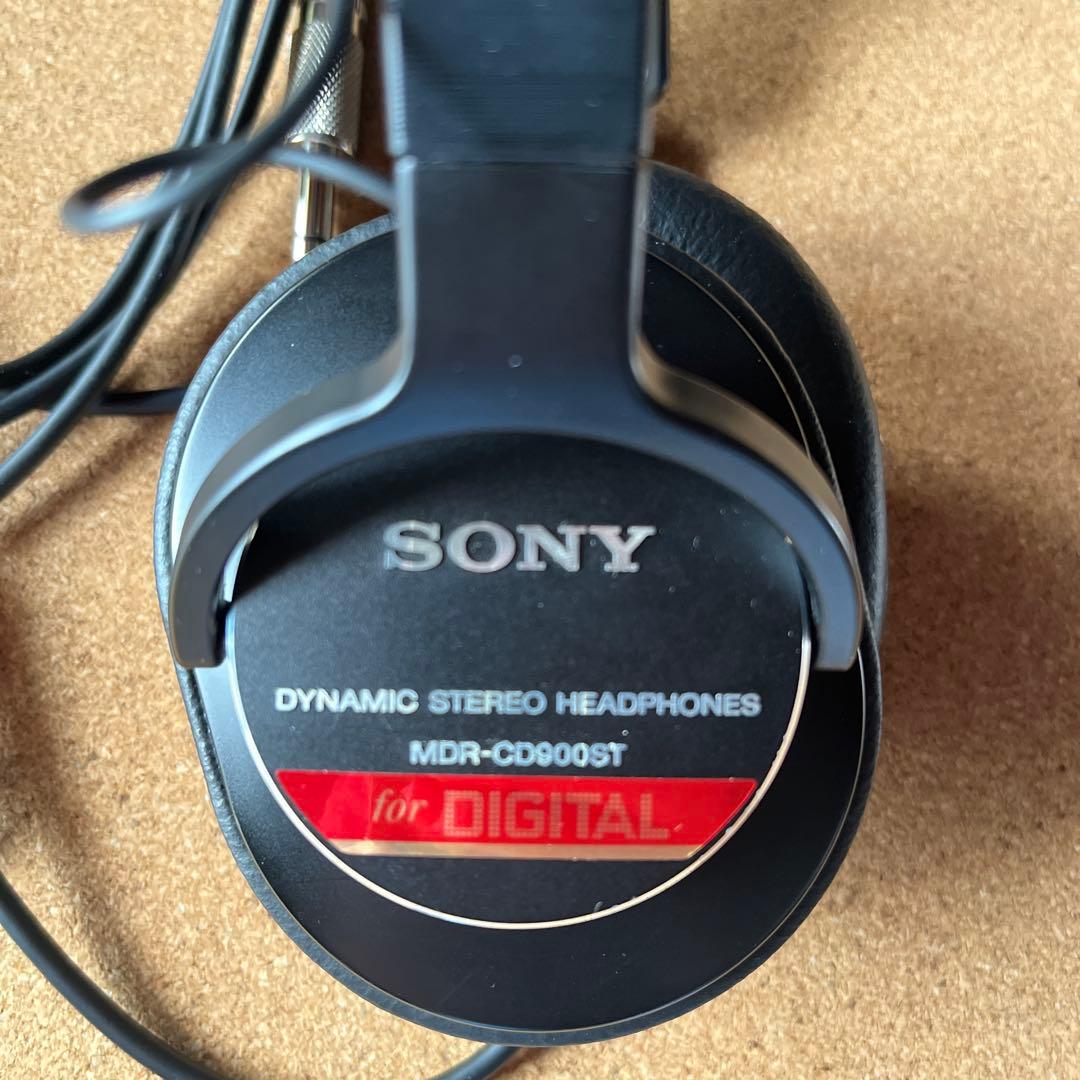 SONY
DYNAMIC STEREO HEADPHONES
MDR-CD900ST
for DIGITAL